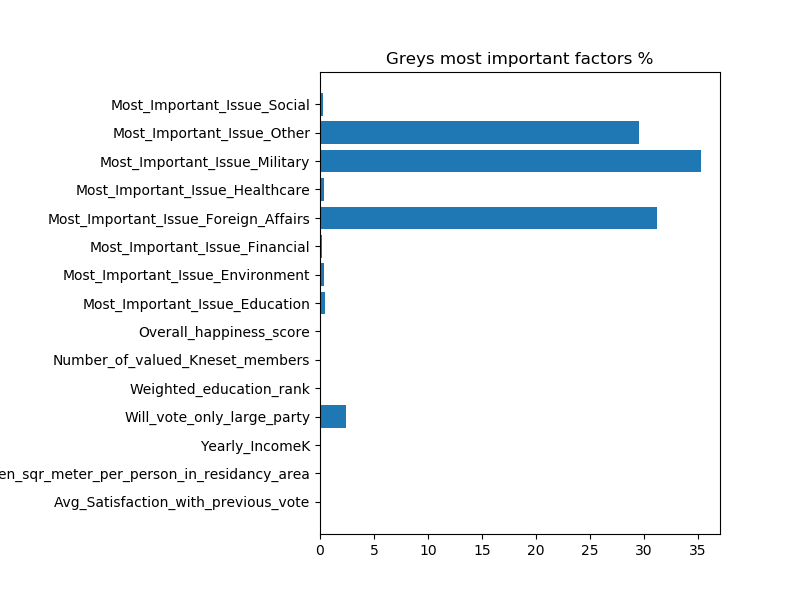 Greys most important factors %
Most_Important_Issue_Social
Most_Important_Issue_Other
Most_Important_Issue_Military
Most_Important_Issue_Healthcare
Most_Important_Issue_Foreign_Affairs
Most_Important_Issue_Financial
Most_Important_Issue_Environment
Most_Important_Issue_Education
Overall_happiness_score
Number_of_valued_Kneset_members
Weighted_education_rank
Will_vote_only_large_party
Yearly_IncomeK
en_sqr_meter_per_person_in_residancy_area
Avg_Satisfaction_with_previous_vote
0 5 10 15 20 25 30 35